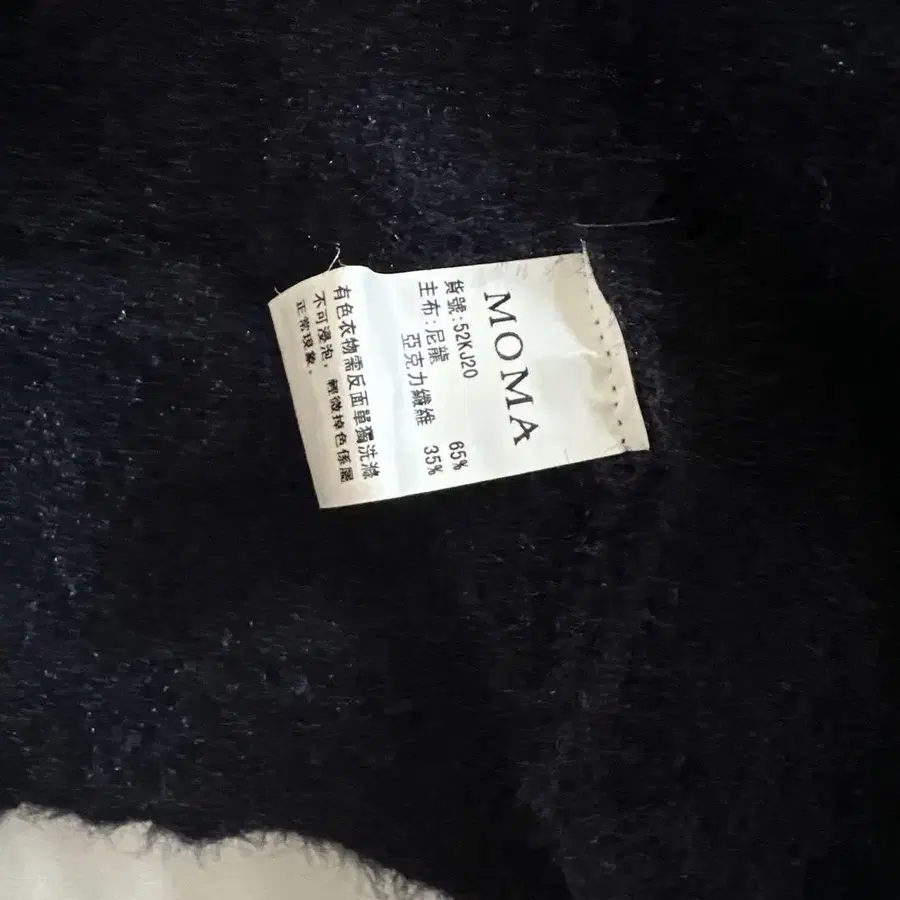 MOMA
貨號:52KJ20
主布:尼龍 65%
亞克力纖維 35%
有色衣物需反面單獨洗滌
不可浸泡, 輕微掉色係屬
正常現象。